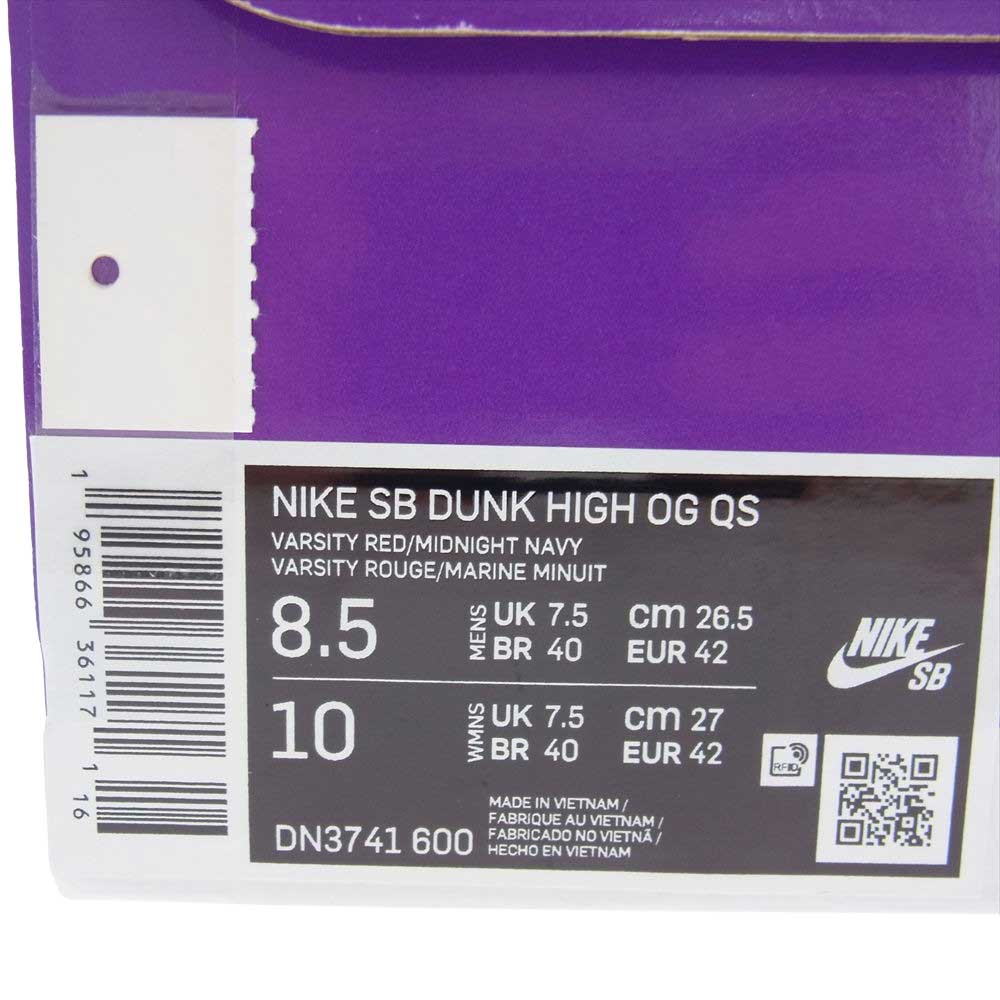 NIKE SB DUNK HIGH OG QS
VARSITY RED/MIDNIGHT NAVY
VARSITY ROUGE/MARINE MINUIT
8.5 MENS UK 7.5 cm 26.5
BR 40 EUR 42
10 WMNS UK 7.5 cm 27
BR 40 EUR 42
DN3741 600
MADE IN VIETNAM /
FABRIQUE AU VIETNAM /
FABRICADO NO VIETNÃ /
HECHO EN VIETNAM
NIKE
SB
RFID
1 95866 36117 1 16